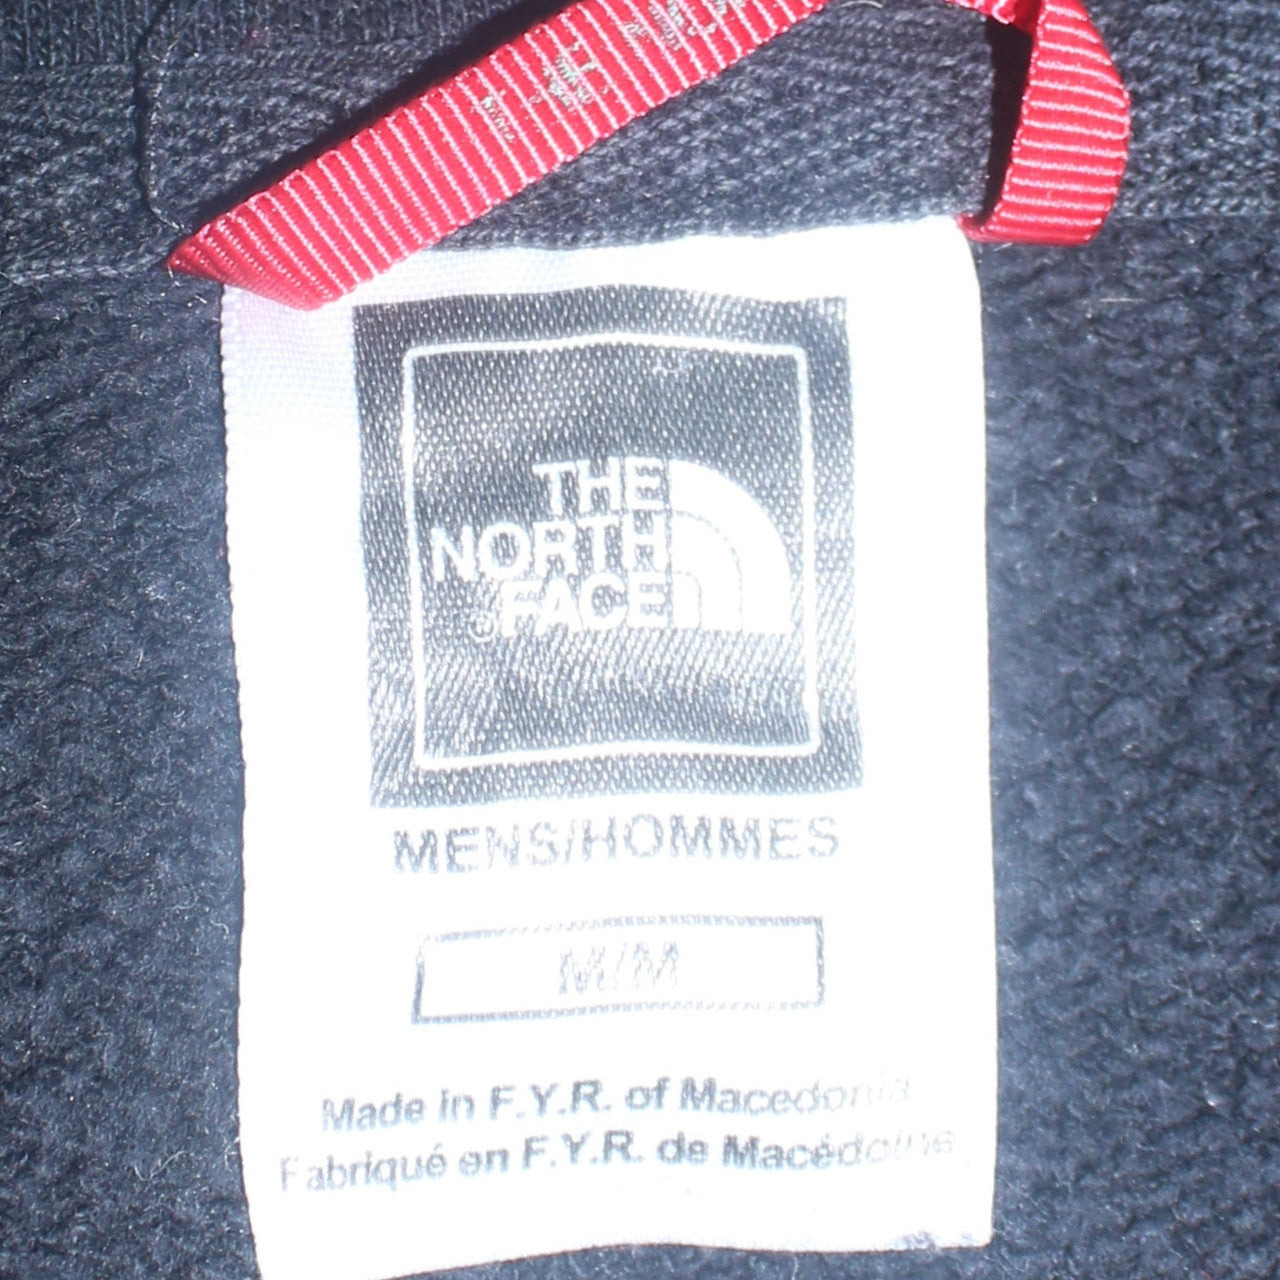 THE
NORTH
FACE
MENS/HOMMES
M/M
Made in F.Y.R. of Macedonia
Fabriqué en F.Y.R. de Macédoine